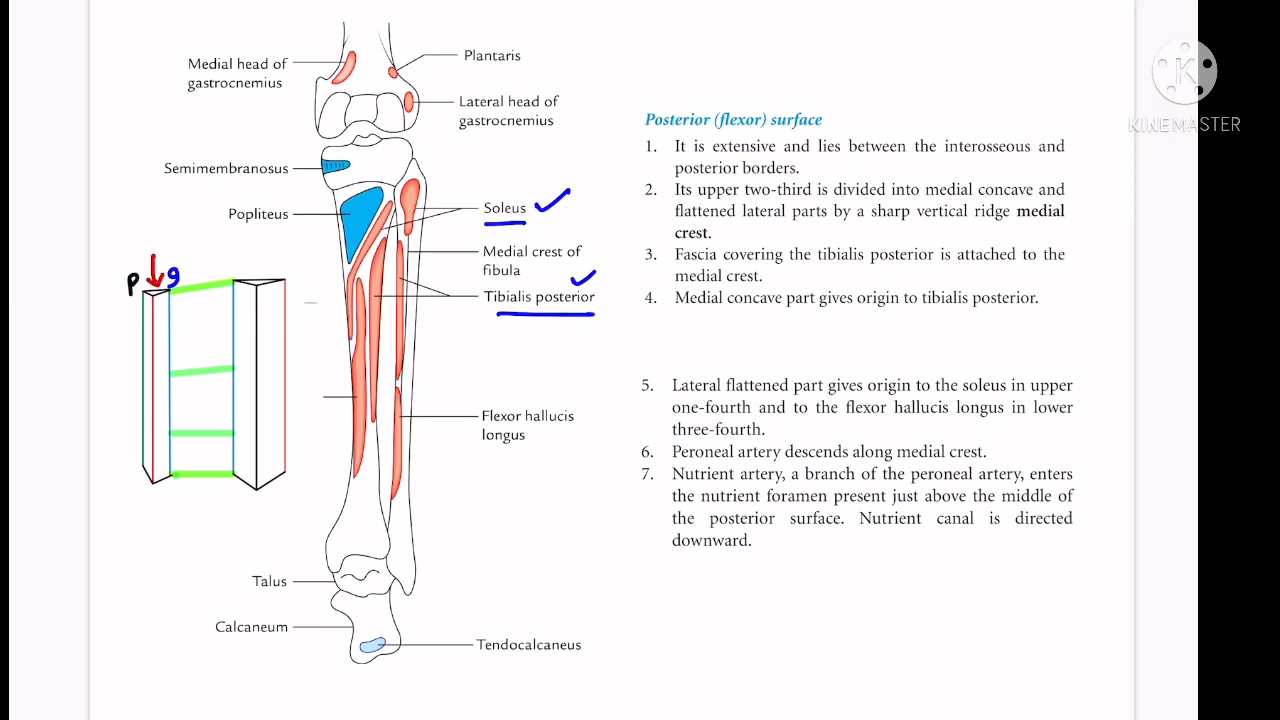 Medial head of
gastrocnemius
Plantaris
Lateral head of
gastrocnemius
Semimembranosus
Popliteus
Soleus
Medial crest of
fibula
Tibialis posterior
P g
Flexor hallucis
longus
Talus
Calcaneum
Tendocalcaneus
Posterior (flexor) surface
1. It is extensive and lies between the interosseous and
posterior borders.
2. Its upper two-third is divided into medial concave and
flattened lateral parts by a sharp vertical ridge medial
crest.
3. Fascia covering the tibialis posterior is attached to the
medial crest.
4. Medial concave part gives origin to tibialis posterior.
5. Lateral flattened part gives origin to the soleus in upper
one-fourth and to the flexor hallucis longus in lower
three-fourth.
6. Peroneal artery descends along medial crest.
7. Nutrient artery, a branch of the peroneal artery, enters
the nutrient foramen present just above the middle of
the posterior surface. Nutrient canal is directed
downward.
K
KINEMASTER